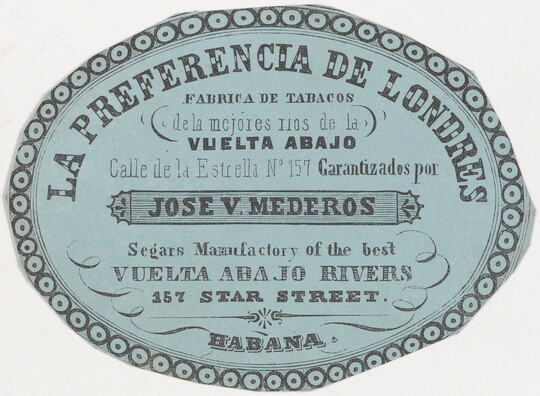 LA PREFERENCIA DE LONDRES
FABRICA DE TABACOS
de la mejores rios de la
VUELTA ABAJO
Calle de la Estrella Nº 157 Garantizados por
JOSE V. MEDEROS
Segars Manufactory of the best
VUELTA ABAJO RIVERS
157 STAR STREET.
HABANA.